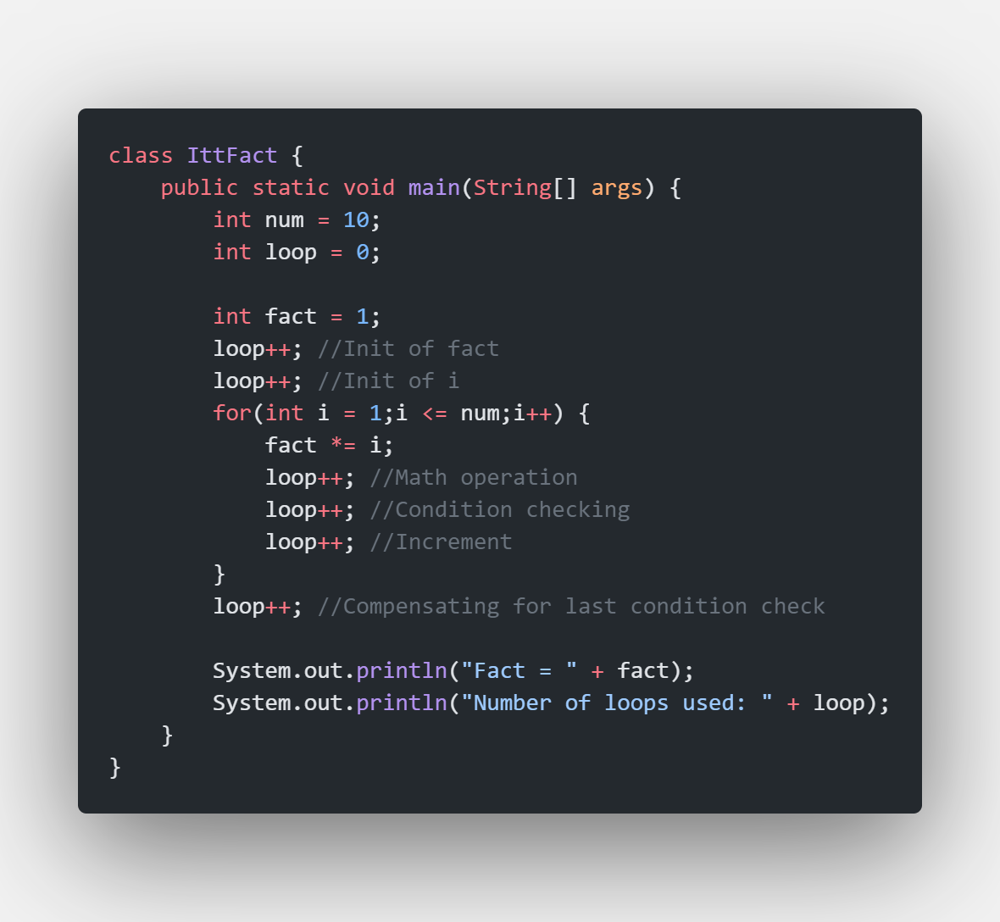 class IttFact {
    public static void main(String[] args) {
        int num = 10;
        int loop = 0;

        int fact = 1;
        loop++; //Init of fact
        loop++; //Init of i
        for(int i = 1;i <= num;i++) {
            fact *= i;
            loop++; //Math operation
            loop++; //Condition checking
            loop++; //Increment
        }
        loop++; //Compensating for last condition check

        System.out.println("Fact = " + fact);
        System.out.println("Number of loops used: " + loop);
    }
}